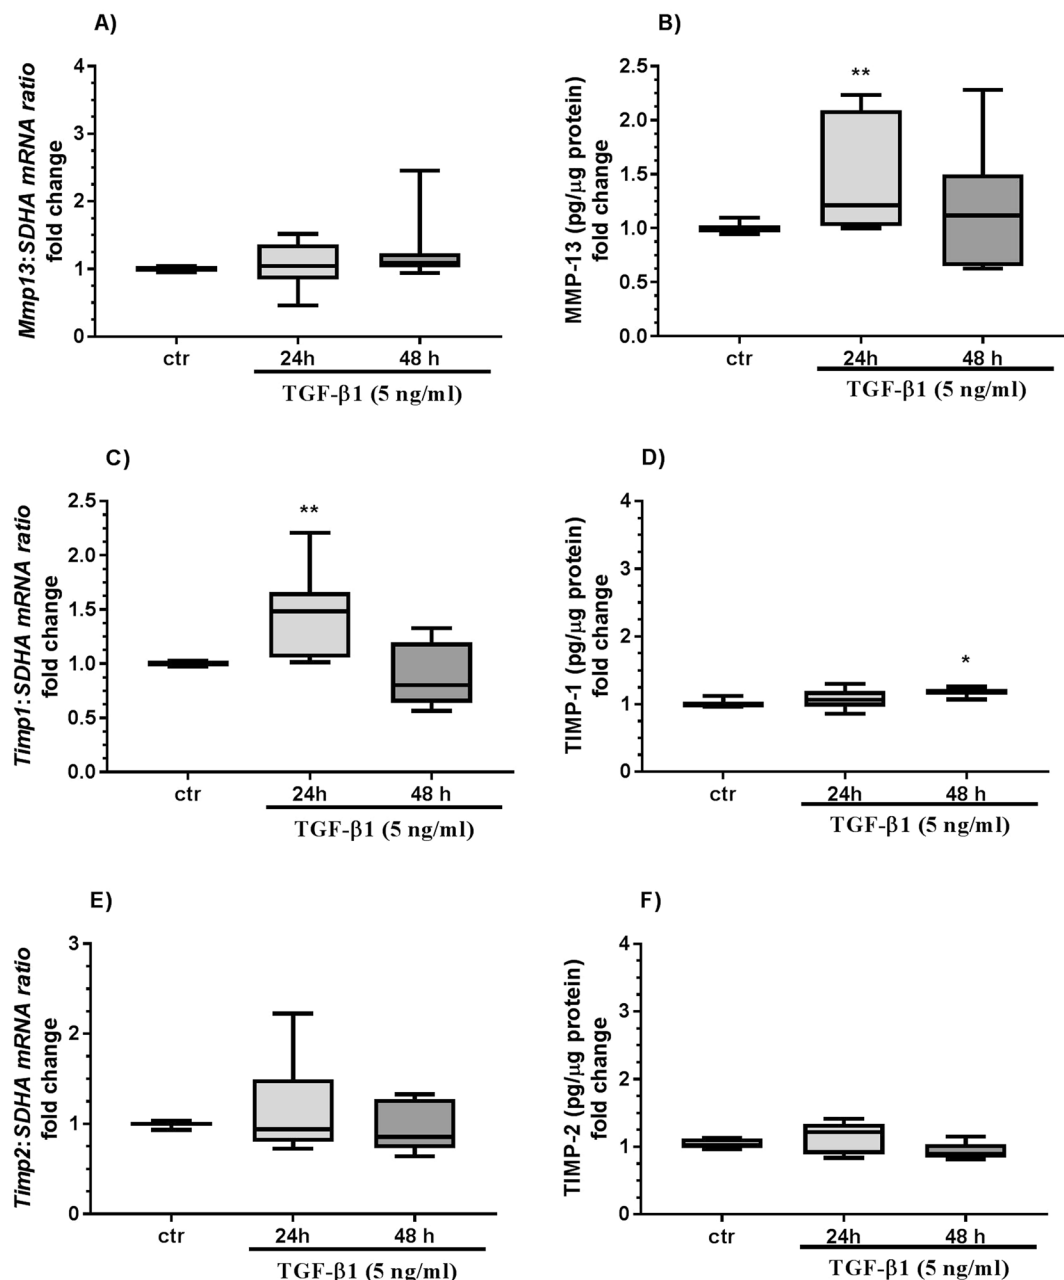 A)
Mmp13:SDHA mRNA ratio
fold change
4
3
2
1
0
ctr
24h
48 h
TGF-β1 (5 ng/ml)
B)
MMP-13 (pg/μg protein)
fold change
2.5
2.0
1.5
1.0
0.5
0.0
**
ctr
24h
48 h
TGF-β1 (5 ng/ml)
C)
Timp1:SDHA mRNA ratio
fold change
2.5
2.0
1.5
1.0
0.5
0.0
**
ctr
24h
48 h
TGF-β1 (5 ng/ml)
D)
TIMP-1 (pg/μg protein)
fold change
4
3
2
1
0
*
ctr
24h
48 h
TGF-β1 (5 ng/ml)
E)
Timp2:SDHA mRNA ratio
fold change
3
2
1
0
ctr
24h
48 h
TGF-β1 (5 ng/ml)
F)
TIMP-2 (pg/μg protein)
fold change
4
3
2
1
0
ctr
24h
48 h
TGF-β1 (5 ng/ml)